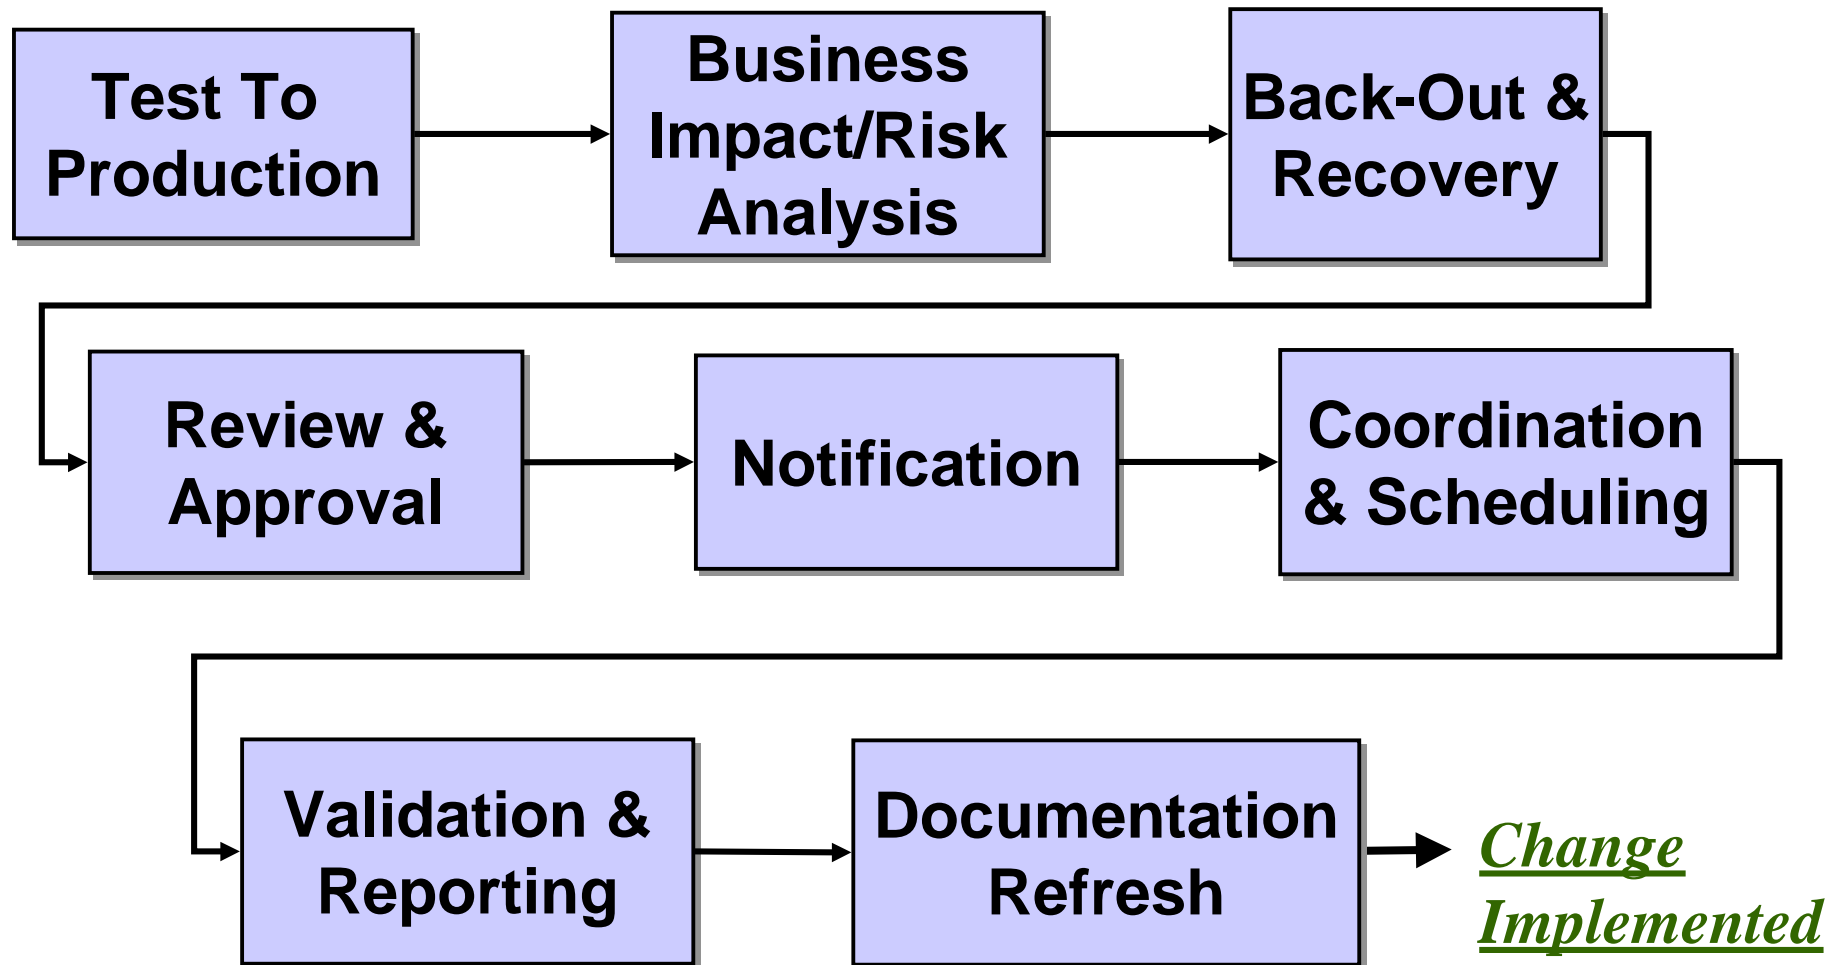 Test To
Production
Business
Impact/Risk
Analysis
Back-Out &
Recovery
Review &
Approval
Notification
Coordination
& Scheduling
Validation &
Reporting
Documentation
Refresh
Change
Implemented